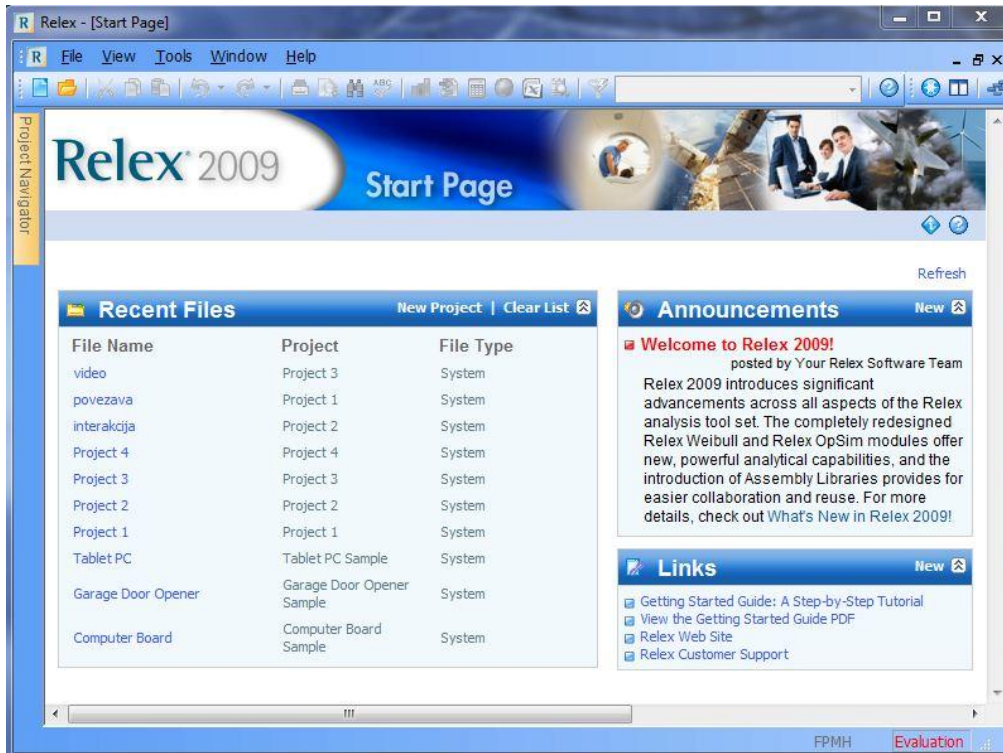 Relex - [Start Page]
File View Tools Window Help
Project Navigator
Relex 2009
Start Page
Refresh
Recent Files New Project | Clear List
File Name Project File Type
video Project 3 System
povezava Project 1 System
interakcija Project 2 System
Project 4 Project 4 System
Project 3 Project 3 System
Project 2 Project 2 System
Project 1 Project 1 System
Tablet PC Tablet PC Sample System
Garage Door Opener Garage Door Opener Sample System
Computer Board Computer Board Sample System
Announcements New
Welcome to Relex 2009!
posted by Your Relex Software Team
Relex 2009 introduces significant
advancements across all aspects of the Relex
analysis tool set. The completely redesigned
Relex Weibull and Relex OpSim modules offer
new, powerful analytical capabilities, and the
introduction of Assembly Libraries provides for
easier collaboration and reuse. For more
details, check out What's New in Relex 2009!
Links New
Getting Started Guide: A Step-by-Step Tutorial
View the Getting Started Guide PDF
Relex Web Site
Relex Customer Support
FPMH Evaluation